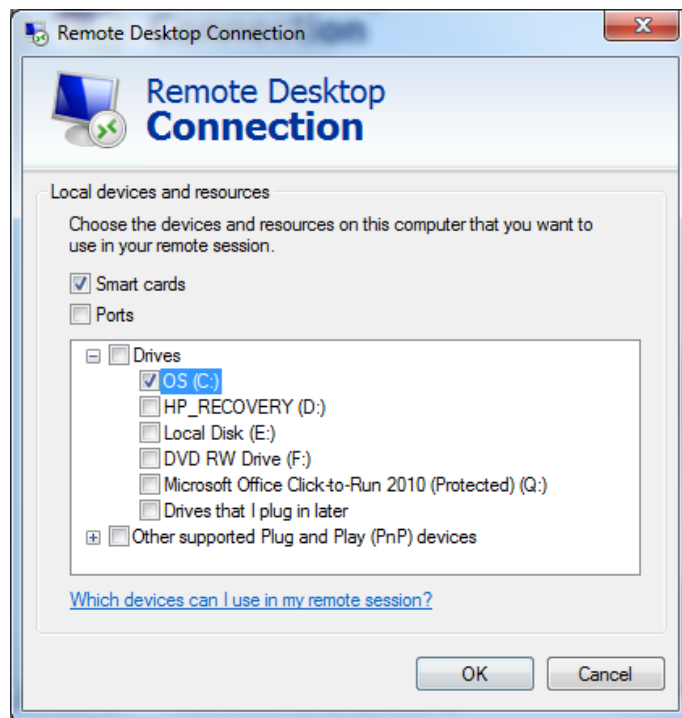 Remote Desktop Connection
Remote Desktop
Connection
Local devices and resources
Choose the devices and resources on this computer that you want to
use in your remote session.
Smart cards
Ports
Drives
OS (C:)
HP_RECOVERY (D:)
Local Disk (E:)
DVD RW Drive (F:)
Microsoft Office Click-to-Run 2010 (Protected) (Q:)
Drives that I plug in later
Other supported Plug and Play (PnP) devices
Which devices can I use in my remote session?
OK
Cancel